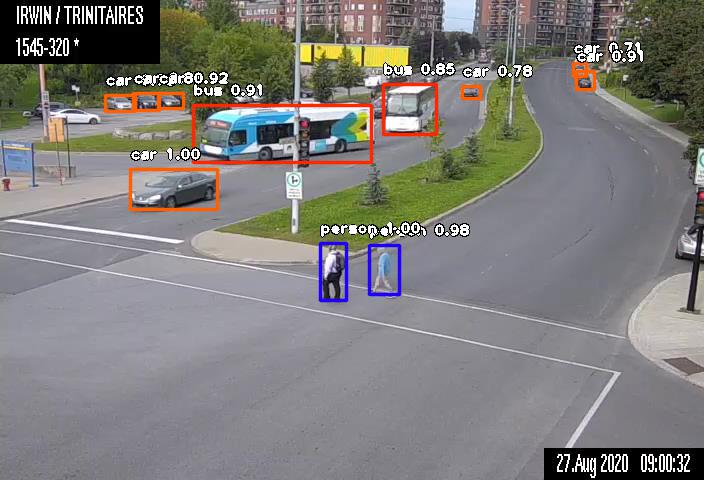 IRWIN / TRINITAIRES
1545-320 *
car 0.71
car 0.91
bus 0.85
car 0.78
0.92
bus 0.91
car 1.00
person 1.00
0.98
27.Aug 2020 09:00:32